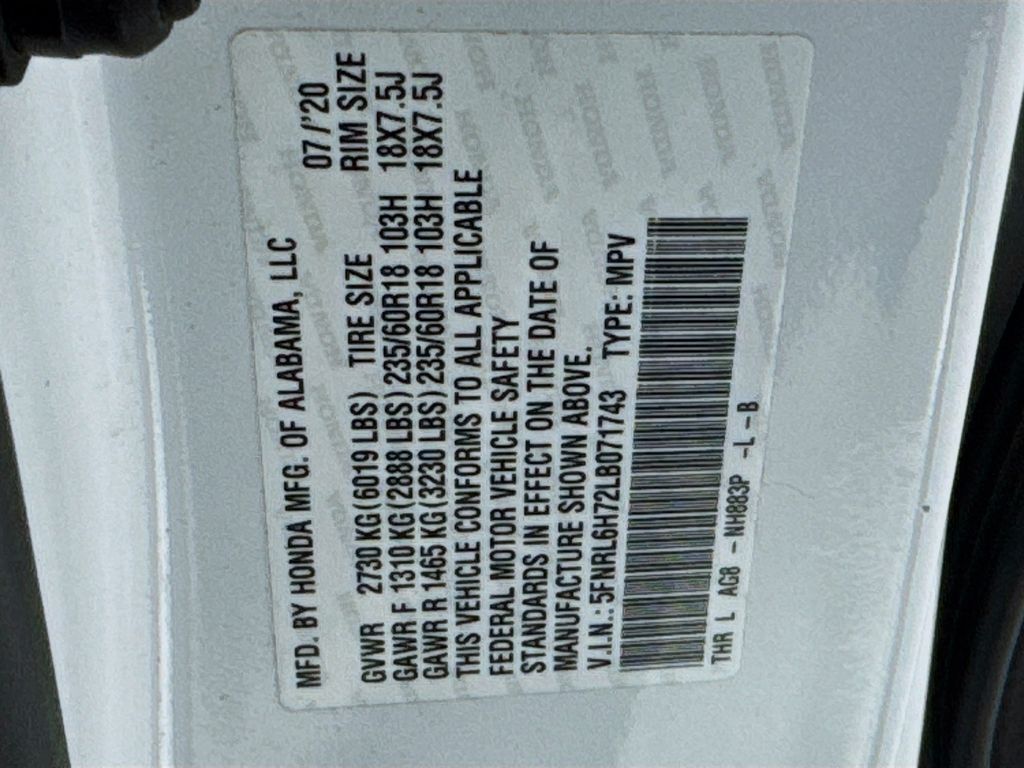 MFD. BY HONDA MFG. OF ALABAMA, LLC 07/'20
GVWR 2730 KG (6019 LBS) TIRE SIZE RIM SIZE
GAWR F 1310 KG (2888 LBS) 235/60R18 103H 18X7.5J
GAWR R 1465 KG (3230 LBS) 235/60R18 103H 18X7.5J
THIS VEHICLE CONFORMS TO ALL APPLICABLE
FEDERAL MOTOR VEHICLE SAFETY
STANDARDS IN EFFECT ON THE DATE OF
MANUFACTURE SHOWN ABOVE.
V.I.N.: 5FNRL6H72LB071743 TYPE: MPV
THR L AG8 - NH883P -L-B